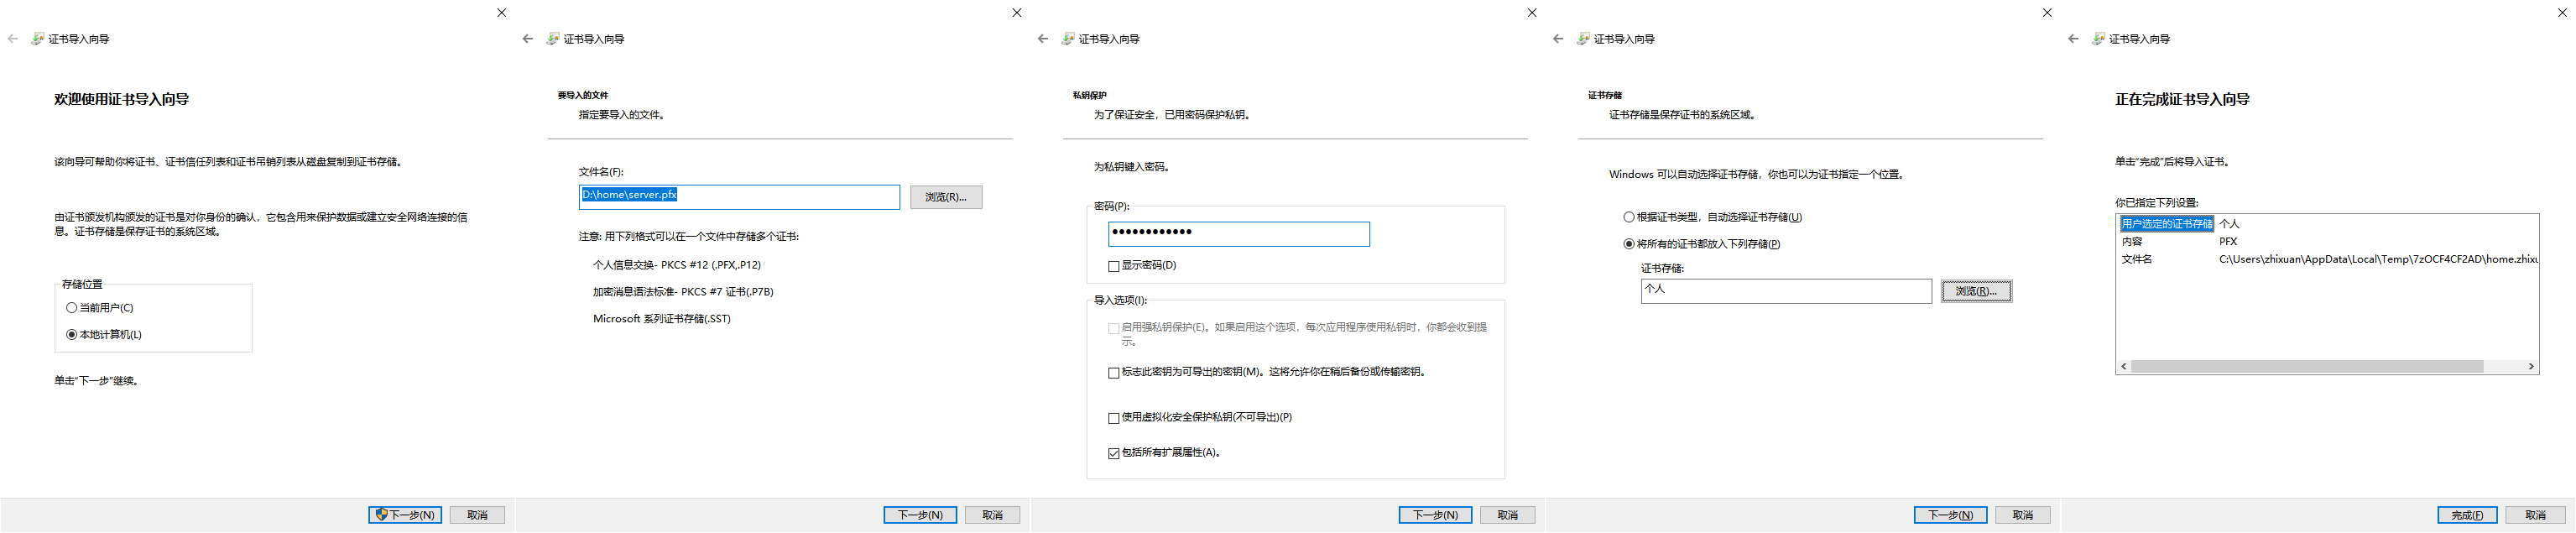 证书导入向导
欢迎使用证书导入向导
该向导可帮助你将证书、证书信任列表和证书吊销列表从磁盘复制到证书存储。
由证书颁发机构颁发的证书是对你身份的确认，它包含用来保护数据或建立安全网络连接的信
息。证书存储是保存证书的系统区域。
存储位置
当前用户(C)
本地计算机(L)
单击"下一步"继续。
下一步(N)
取消
证书导入向导
要导入的文件
指定要导入的文件。
文件名(F):
D:\home\server.pfx
浏览(R)...
注意: 用下列格式可以在一个文件中存储多个证书:
个人信息交换- PKCS #12 (.PFX,.P12)
加密消息语法标准- PKCS #7 证书(.P7B)
Microsoft 系列证书存储(.SST)
下一步(N)
取消
证书导入向导
私钥保护
为了保证安全，已用密码保护私钥。
为私钥键入密码。
密码(P):
●●●●●●●●●●●●
显示密码(D)
导入选项(I):
启用强私钥保护(E)。如果启用这个选项，每次应用程序使用私钥时，你都会收到提
示。
标志此密钥为可导出的密钥(M)。这将允许你在稍后备份或传输密钥。
使用虚拟化安全保护私钥(不可导出)(P)
包括所有扩展属性(A)。
下一步(N)
取消
证书导入向导
证书存储
证书存储是保存证书的系统区域。
Windows 可以自动选择证书存储，你也可以为证书指定一个位置。
根据证书类型，自动选择证书存储(U)
将所有的证书都放入下列存储(P)
证书存储:
个人
浏览(R)...
下一步(N)
取消
证书导入向导
正在完成证书导入向导
单击"完成"后将导入证书。
你已指定下列设置:
用户选定的证书存储 个人
内容 PFX
文件名 C:\Users\zhixuan\AppData\Local\Temp\7zOCF4CF2AD\home.zhixu
完成(F)
取消